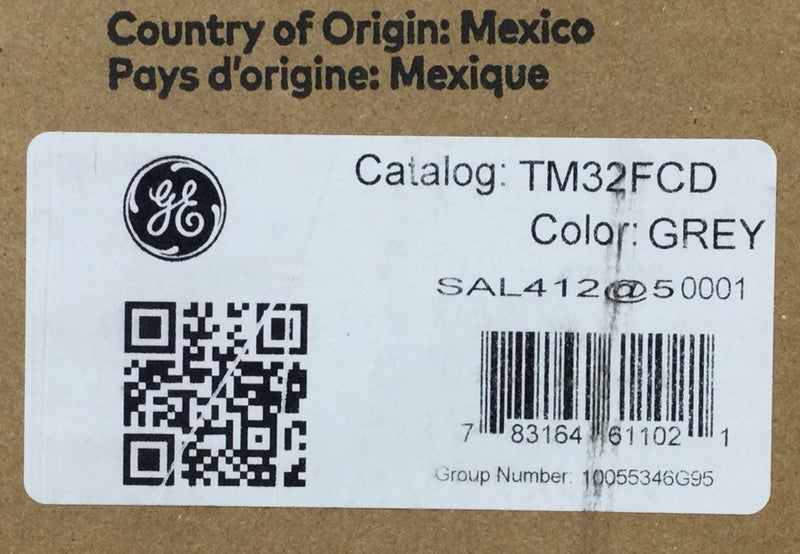 Country of Origin: Mexico
Pays d'origine: Mexique
GE
Catalog: TM32FCD
Color: GREY
SAL412@50001
7 83164 61102 1
Group Number: 10055346G95